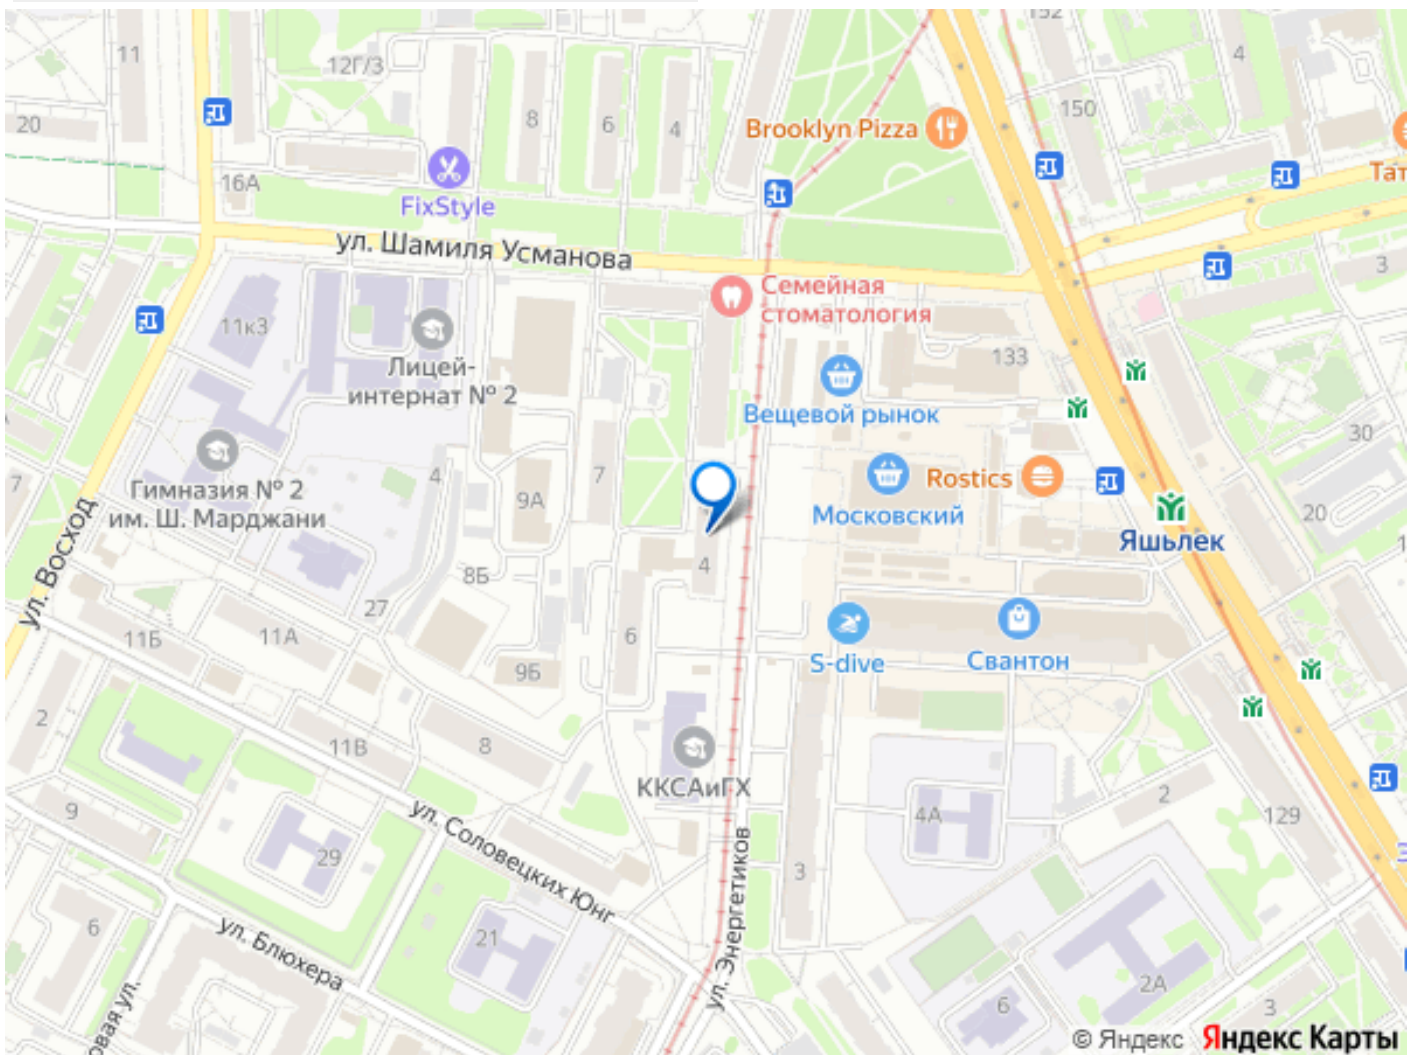 152
11
12Г/3
4
150
20
8
6
4
Brooklyn Pizza
Тат
16А
FixStyle
ул. Шамиля Усманова
3
Семейная
стоматология
11к3
133
Лицей-
интернат № 2
Вещевой рынок
30
4
7
7
Rostics
Гимназия № 2
им. Ш. Марджани
9А
Московский
20
Яшьлек
ул. Восход
4
8Б
27
11Б
11А
6
9Б
S-dive
Свантон
2
11В
8
ККСАиГХ
2
9
4А
129
ул. Соловецких Юнг
29
3
ул. Энергетиков
6
ул. Блюхера
21
2А
6
3
овая ул.
© Яндекс Яндекс Карты